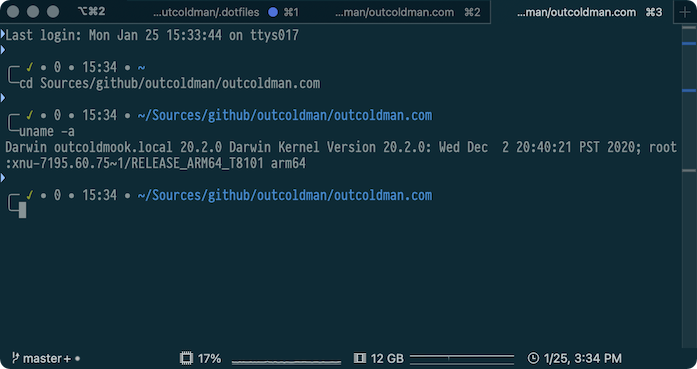 ⌥⌘2 …utcoldman/.dotfiles ⌘1 …man/outcoldman.com ⌘2 …man/outcoldman.com ⌘3 +
Last login: Mon Jan 25 15:33:44 on ttys017
✓ • 0 • 15:34 • ~
cd Sources/github/outcoldman/outcoldman.com
✓ • 0 • 15:34 • ~/Sources/github/outcoldman/outcoldman.com
uname -a
Darwin outcoldmook.local 20.2.0 Darwin Kernel Version 20.2.0: Wed Dec  2 20:40:21 PST 2020; root
:xnu-7195.60.75~1/RELEASE_ARM64_T8101 arm64
✓ • 0 • 15:34 • ~/Sources/github/outcoldman/outcoldman.com
master+ • 17% 12 GB 1/25, 3:34 PM